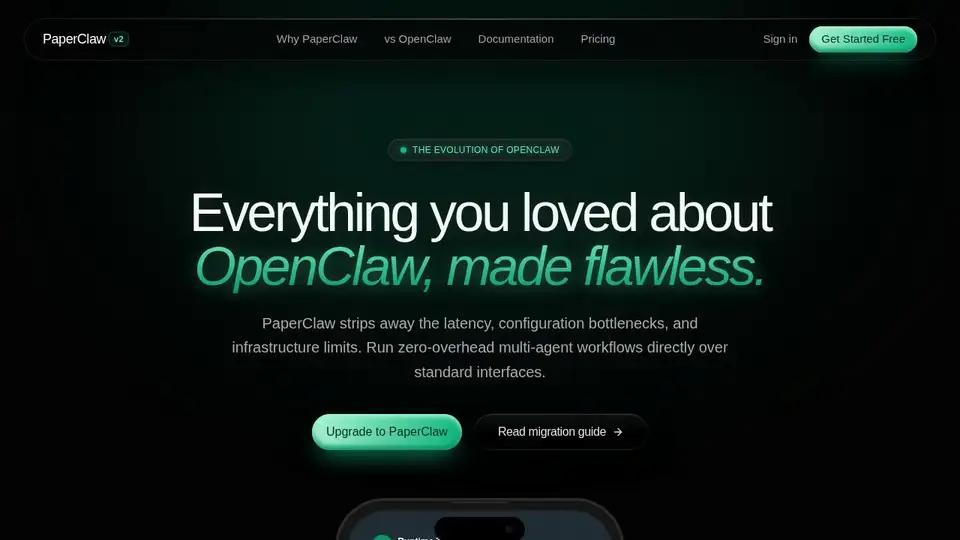 PaperClaw v2
Why PaperClaw
vs OpenClaw
Documentation
Pricing
Sign in
Get Started Free
THE EVOLUTION OF OPENCLAW
Everything you loved about
OpenClaw, made flawless.
PaperClaw strips away the latency, configuration bottlenecks, and
infrastructure limits. Run zero-overhead multi-agent workflows directly over
standard interfaces.
Upgrade to PaperClaw
Read migration guide →